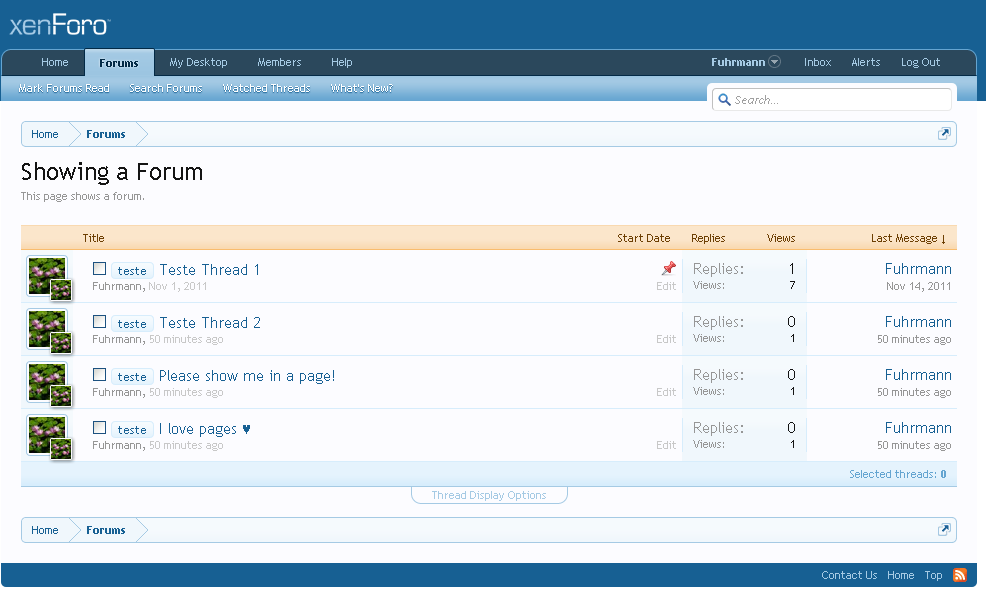 xenForo
Home Forums My Desktop Members Help Fuhrmann Inbox Alerts Log Out
Mark Forums Read Search Forums Watched Threads What's New?
Search...
Home Forums
Showing a Forum
This page shows a forum.
Title Start Date Replies Views Last Message ↓
teste Teste Thread 1 Replies: 1 Fuhrmann
Fuhrmann, Nov 1, 2011 Edit Views: 7 Nov 14, 2011
teste Teste Thread 2 Replies: 0 Fuhrmann
Fuhrmann, 50 minutes ago Edit Views: 1 50 minutes ago
teste Please show me in a page! Replies: 0 Fuhrmann
Fuhrmann, 50 minutes ago Edit Views: 1 50 minutes ago
teste I love pages ♥ Replies: 0 Fuhrmann
Fuhrmann, 50 minutes ago Edit Views: 1 50 minutes ago
Selected threads: 0
Thread Display Options
Home Forums
Contact Us Home Top